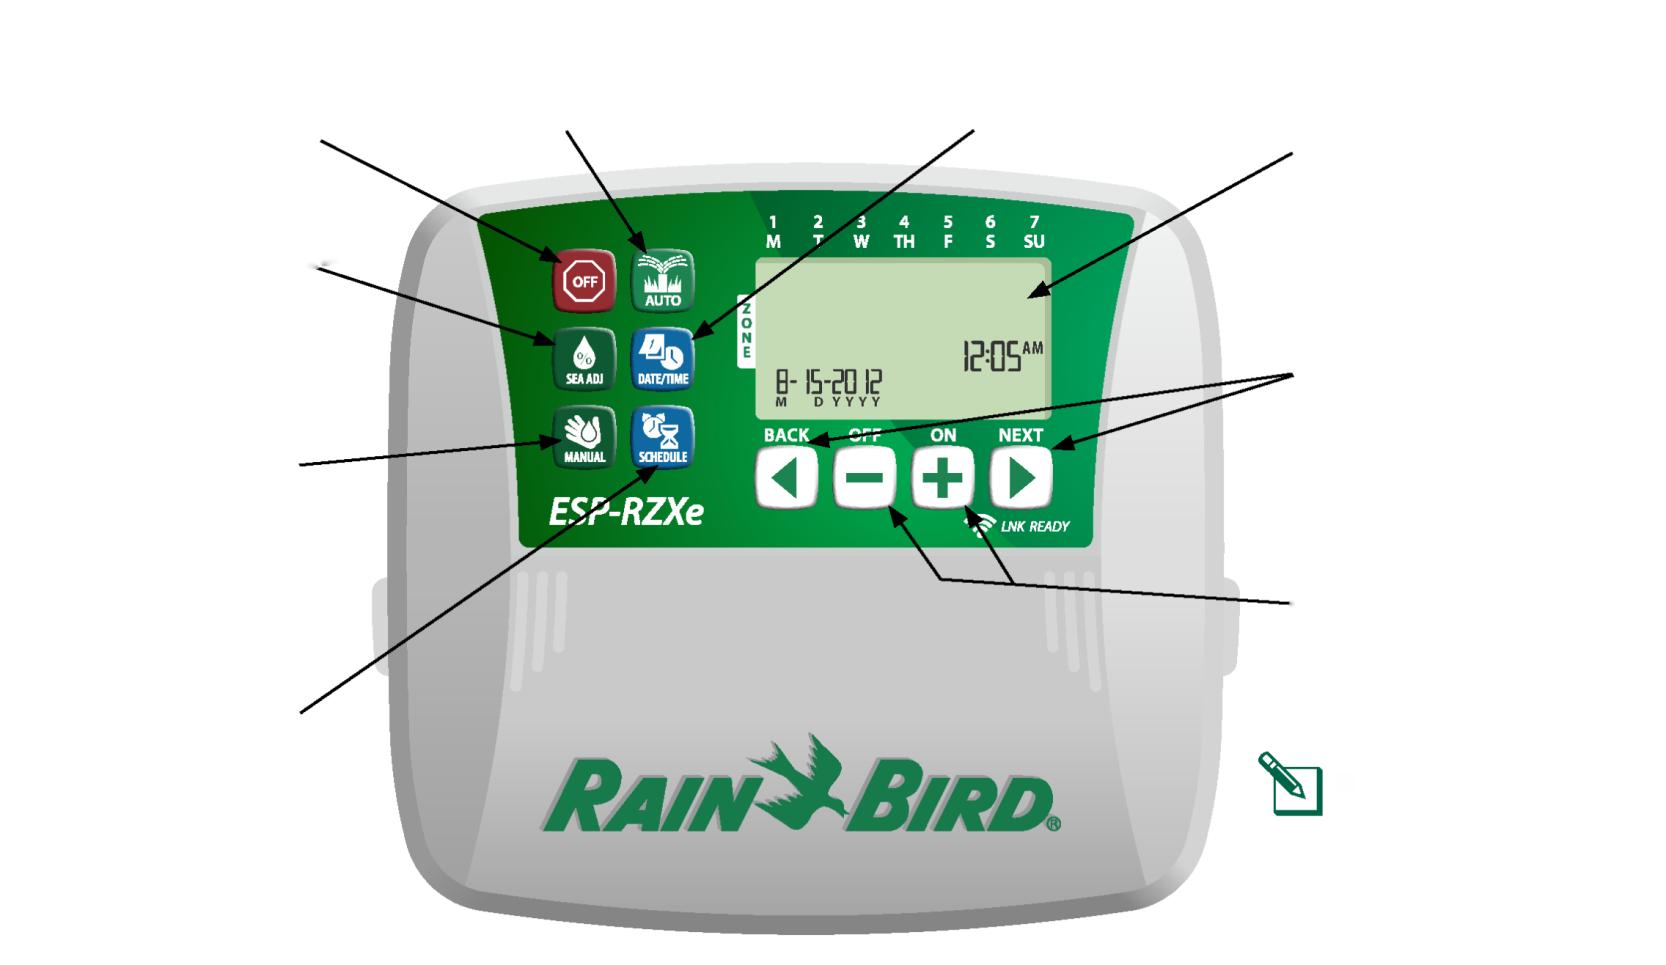 1 2 3 4 5 6 7
M T W TH F S SU
OFF
AUTO
ZONE
SEA ADJ
DATE/TIME
12:05 AM
8-15-2012
M D YYYY
MANUAL
SCHEDULE
BACK OFF ON NEXT
ESP-RZXe
LNK READY
RAIN BIRD®